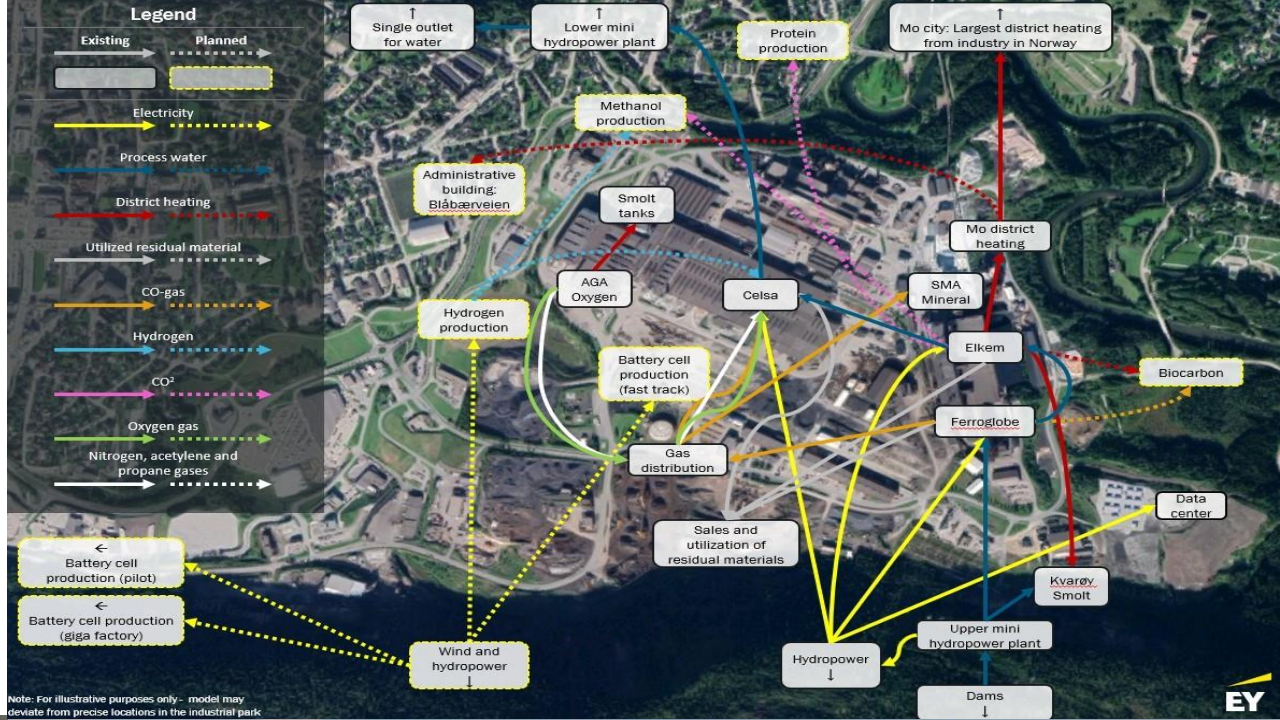 Legend
Existing
Planned
Electricity
Process water
District heating
Utilized residual material
CO-gas
Hydrogen
CO²
Oxygen gas
Nitrogen, acetylene and
propane gases
↑
Single outlet
for water
↑
Lower mini
hydropower plant
Protein
production
↑
Mo city: Largest district heating
from industry in Norway
Methanol
production
Administrative
building:
Blåbærveien
Smolt
tanks
Mo district
heating
AGA
Oxygen
Celsa
SMA
Mineral
Hydrogen
production
Elkem
Battery cell
production
(fast track)
Biocarbon
Ferroglobe
Gas
distribution
Data
center
Sales and
utilization of
residual materials
←
Battery cell
production (pilot)
←
Battery cell production
(giga factory)
Kvarøy
Smolt
Wind and
hydropower
↓
Hydropower
↓
Upper mini
hydropower plant
Dams
↓
Note: For illustrative purposes only - model may
deviate from precise locations in the industrial park
EY